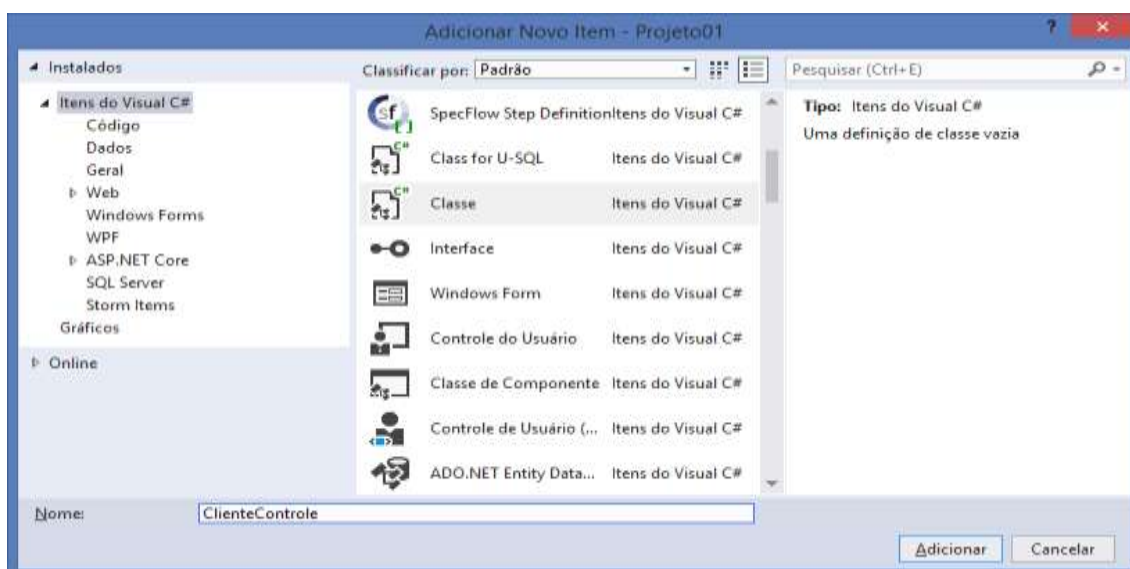 Adicionar Novo Item - Projeto01
?
Instalados
Classificar por: Padrão
Pesquisar (Ctrl+E)
Itens do Visual C#
Código
Dados
Geral
Web
Windows Forms
WPF
ASP.NET Core
SQL Server
Storm Items
Gráficos
Online
SpecFlow Step Definition Itens do Visual C#
Class for U-SQL Itens do Visual C#
Classe Itens do Visual C#
Interface Itens do Visual C#
Windows Form Itens do Visual C#
Controle do Usuário Itens do Visual C#
Classe de Componente Itens do Visual C#
Controle de Usuário (... Itens do Visual C#
ADO.NET Entity Data... Itens do Visual C#
Tipo: Itens do Visual C#
Uma definição de classe vazia
Nome: ClienteControle
Adicionar Cancelar